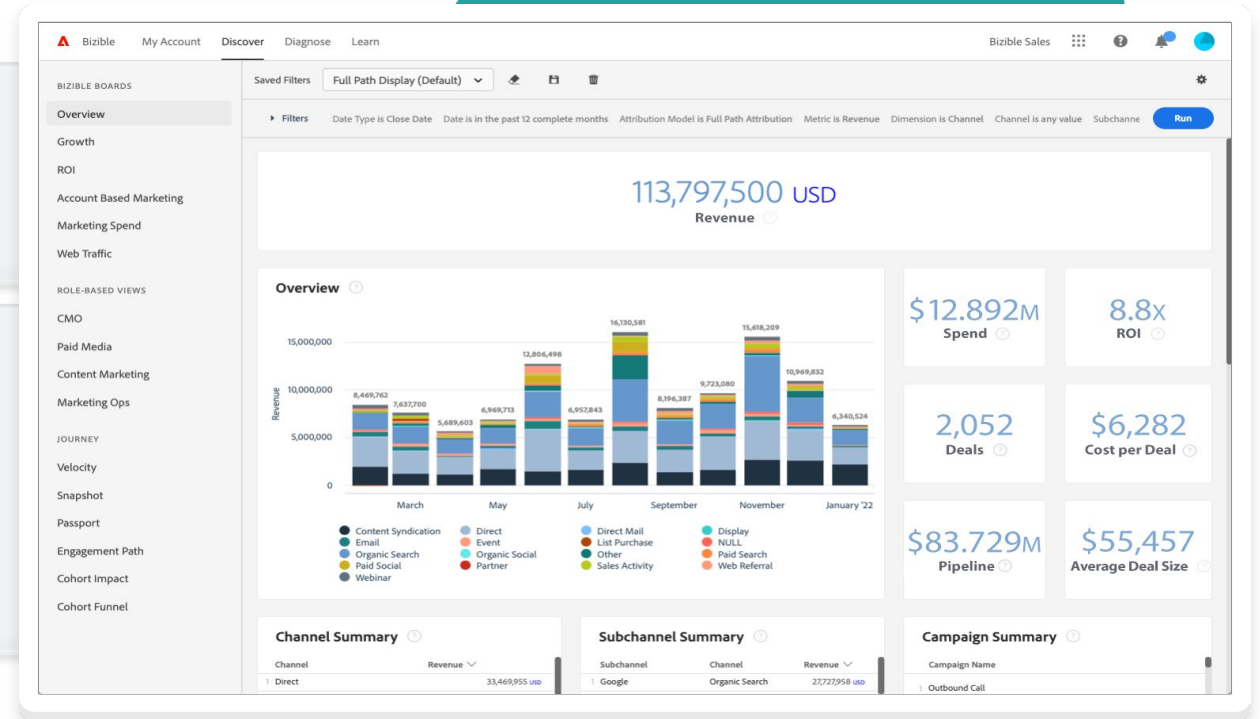 Bizible My Account Discover Diagnose Learn Bizible Sales
BIZIBLE BOARDS
Overview
Growth
ROI
Account Based Marketing
Marketing Spend
Web Traffic
ROLE-BASED VIEWS
CMO
Paid Media
Content Marketing
Marketing Ops
JOURNEY
Velocity
Snapshot
Passport
Engagement Path
Cohort Impact
Cohort Funnel
Saved Filters Full Path Display (Default)
Filters Date Type is Close Date Date is in the past 12 complete months Attribution Model is Full Path Attribution Metric is Revenue Dimension is Channel Channel is any value Subchanne Run
113,797,500 USD
Revenue
Overview
Revenue
15,000,000
10,000,000
5,000,000
0
8,469,762
7,637,700
5,689,603
6,969,713
12,806,498
6,957,843
16,130,581
8,196,387
9,723,080
15,618,209
10,969,832
6,340,524
March May July September November January '22
Content Syndication Direct Direct Mail Display
Email Event List Purchase NULL
Organic Search Organic Social Other Paid Search
Paid Social Partner Sales Activity Web Referral
Webinar
$12.892M
Spend
8.8X
ROI
2,052
Deals
$6,282
Cost per Deal
$83.729M
Pipeline
$55,457
Average Deal Size
Channel Summary
Channel Revenue
1 Direct 33,469,955 USD
Subchannel Summary
Subchannel Channel Revenue
1 Google Organic Search 27,727,958 USD
Campaign Summary
Campaign Name
1 Outbound Call